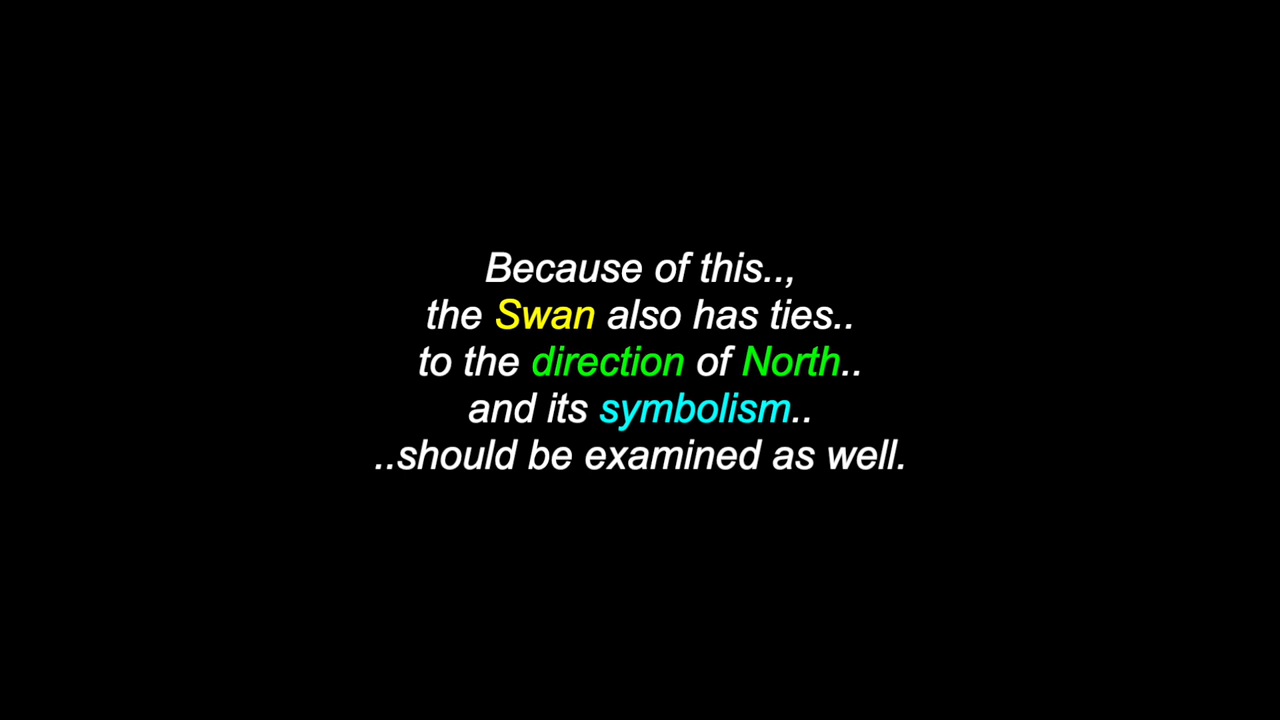 Because of this..,
the Swan also has ties..
to the direction of North..
and its symbolism..
..should be examined as well.